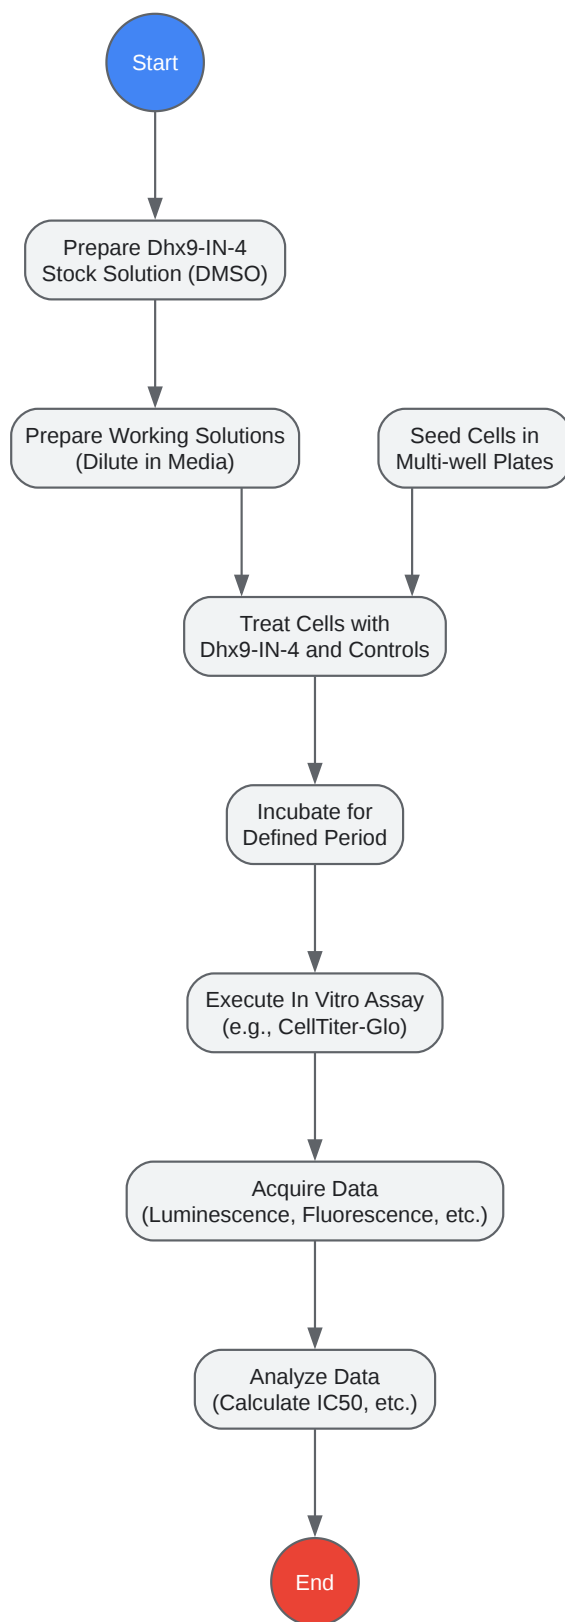 Start
Prepare Dhx9-IN-4
Stock Solution (DMSO)
Prepare Working Solutions
(Dilute in Media)
Seed Cells in
Multi-well Plates
Treat Cells with
Dhx9-IN-4 and Controls
Incubate for
Defined Period
Execute In Vitro Assay
(e.g., CellTiter-Glo)
Acquire Data
(Luminescence, Fluorescence, etc.)
Analyze Data
(Calculate IC50, etc.)
End